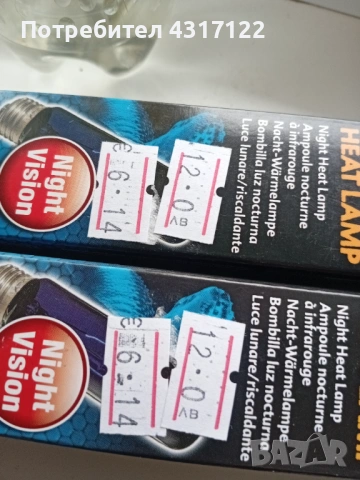 Потребител 4317122
HEAT LAMP
Night Heat Lamp
Ampoule nocturne
à infrarouge
Nacht-Wärmelampe
Bombilla luz nocturna
Luce lunare/riscaldante
12.0
ЛВ
€ 6.14
Night
Vision
Night Heat Lamp
Ampoule nocturne
à infrarouge
Nacht-Wärmelampe
Bombilla luz nocturna
Luce lunare/riscaldante
12.0
ЛВ
€ 6.14
Night
Vision
BAZAR